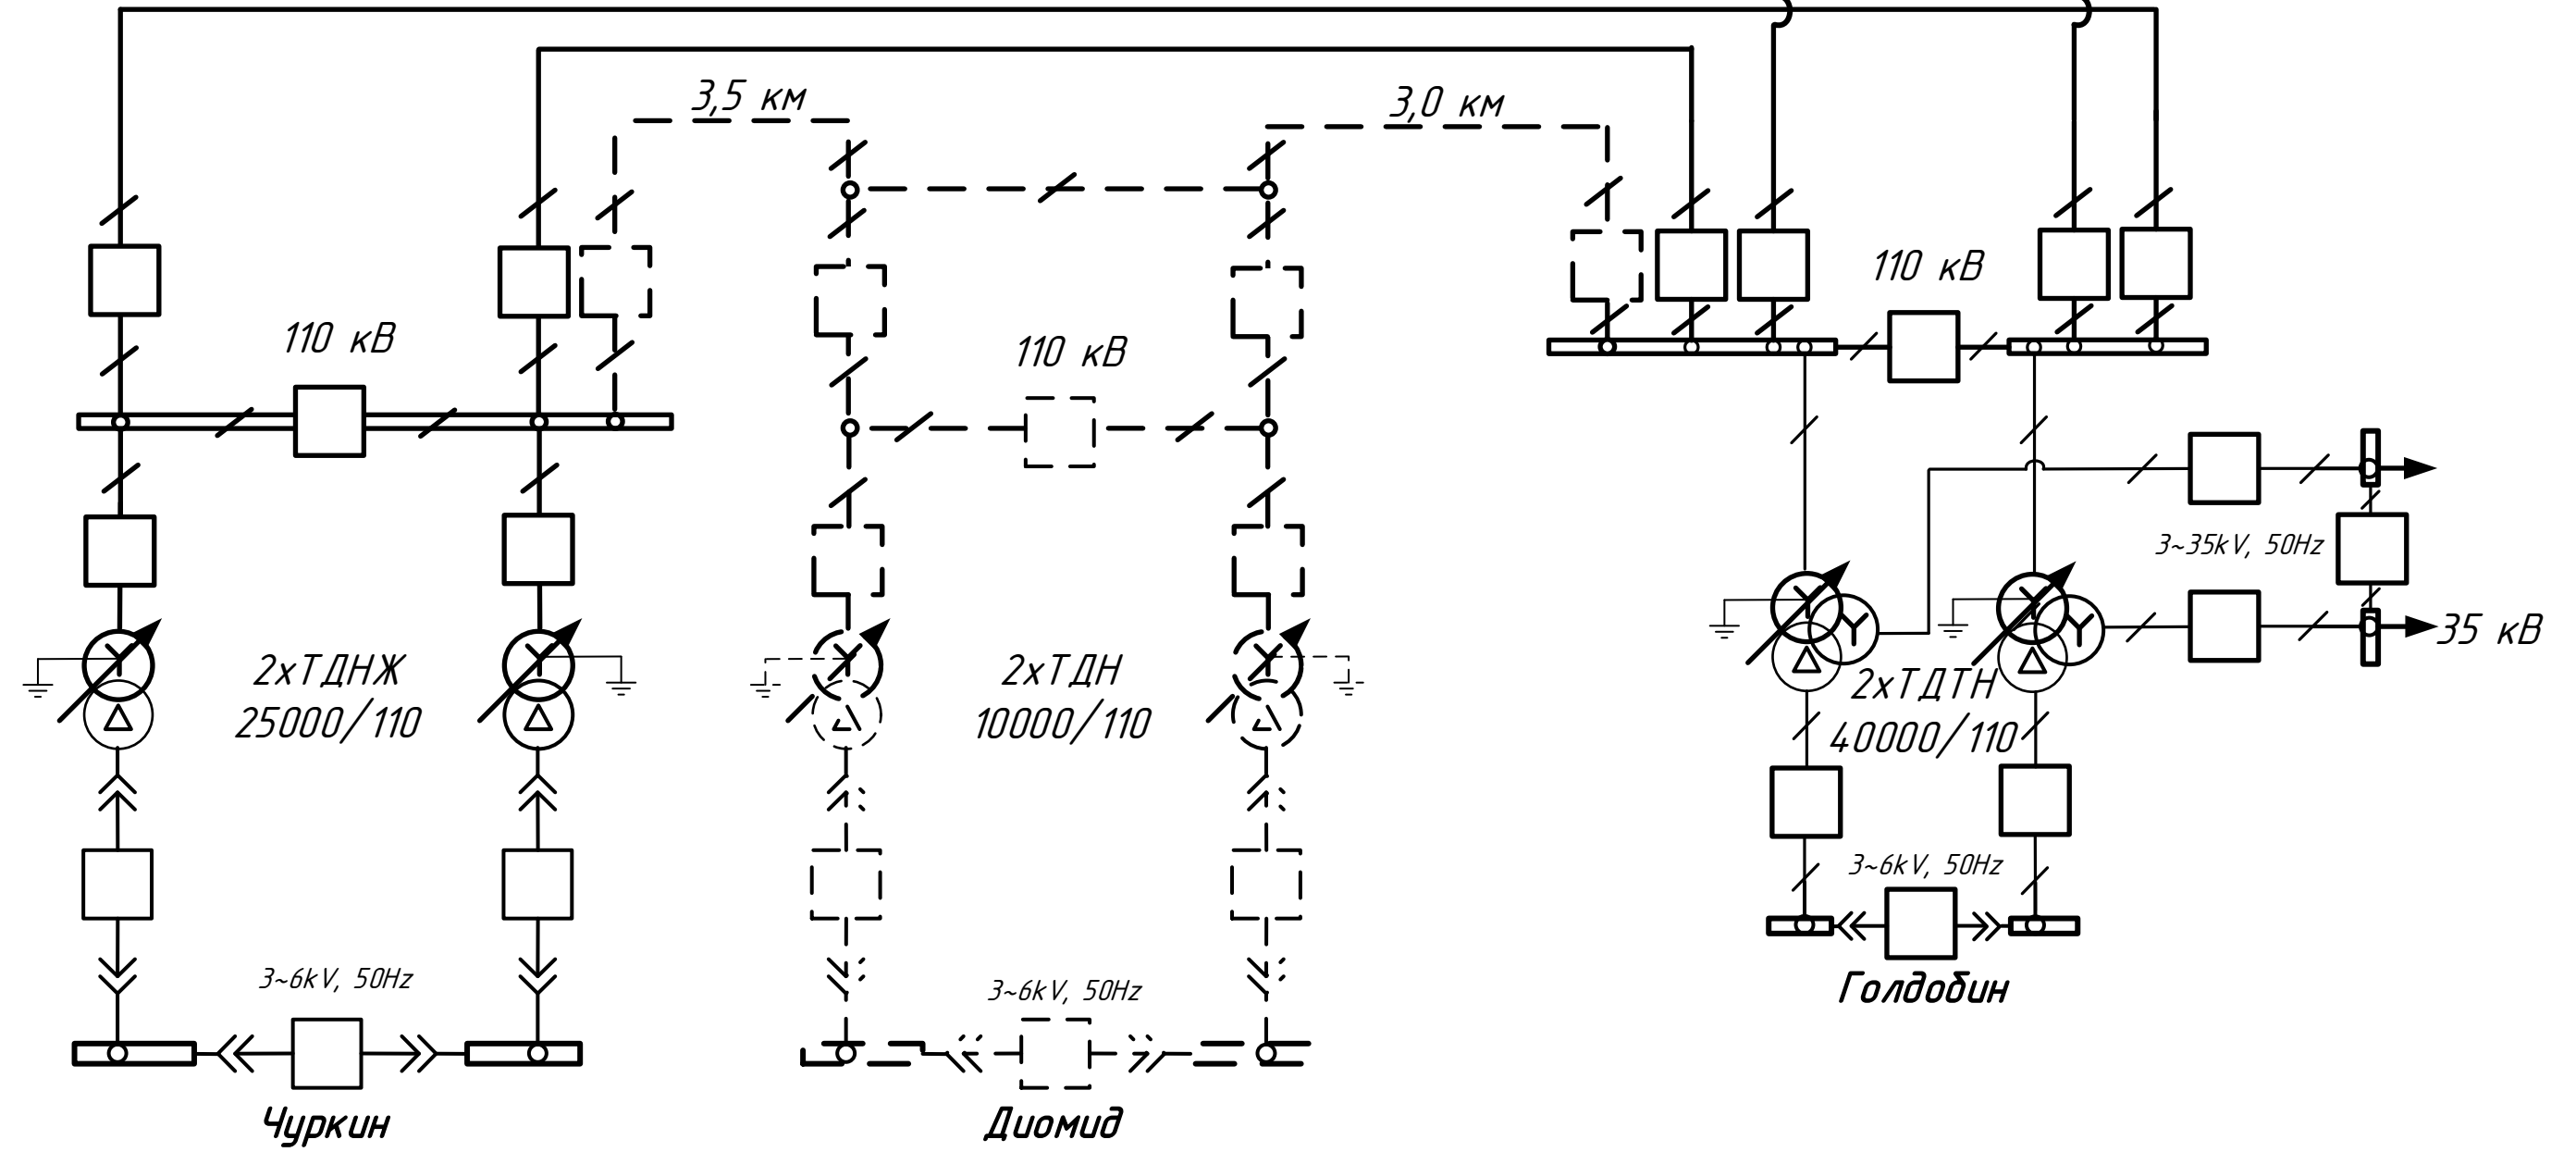 3,5 км
3,0 км
110 кВ
110 кВ
110 кВ
3~35kV, 50Hz
35 кВ
2хТДНЖ
25000/110
2хТДН
10000/110
2хТДТН
40000/110
3~6kV, 50Hz
3~6kV, 50Hz
3~6kV, 50Hz
Голдобин
Чуркин
Диомид